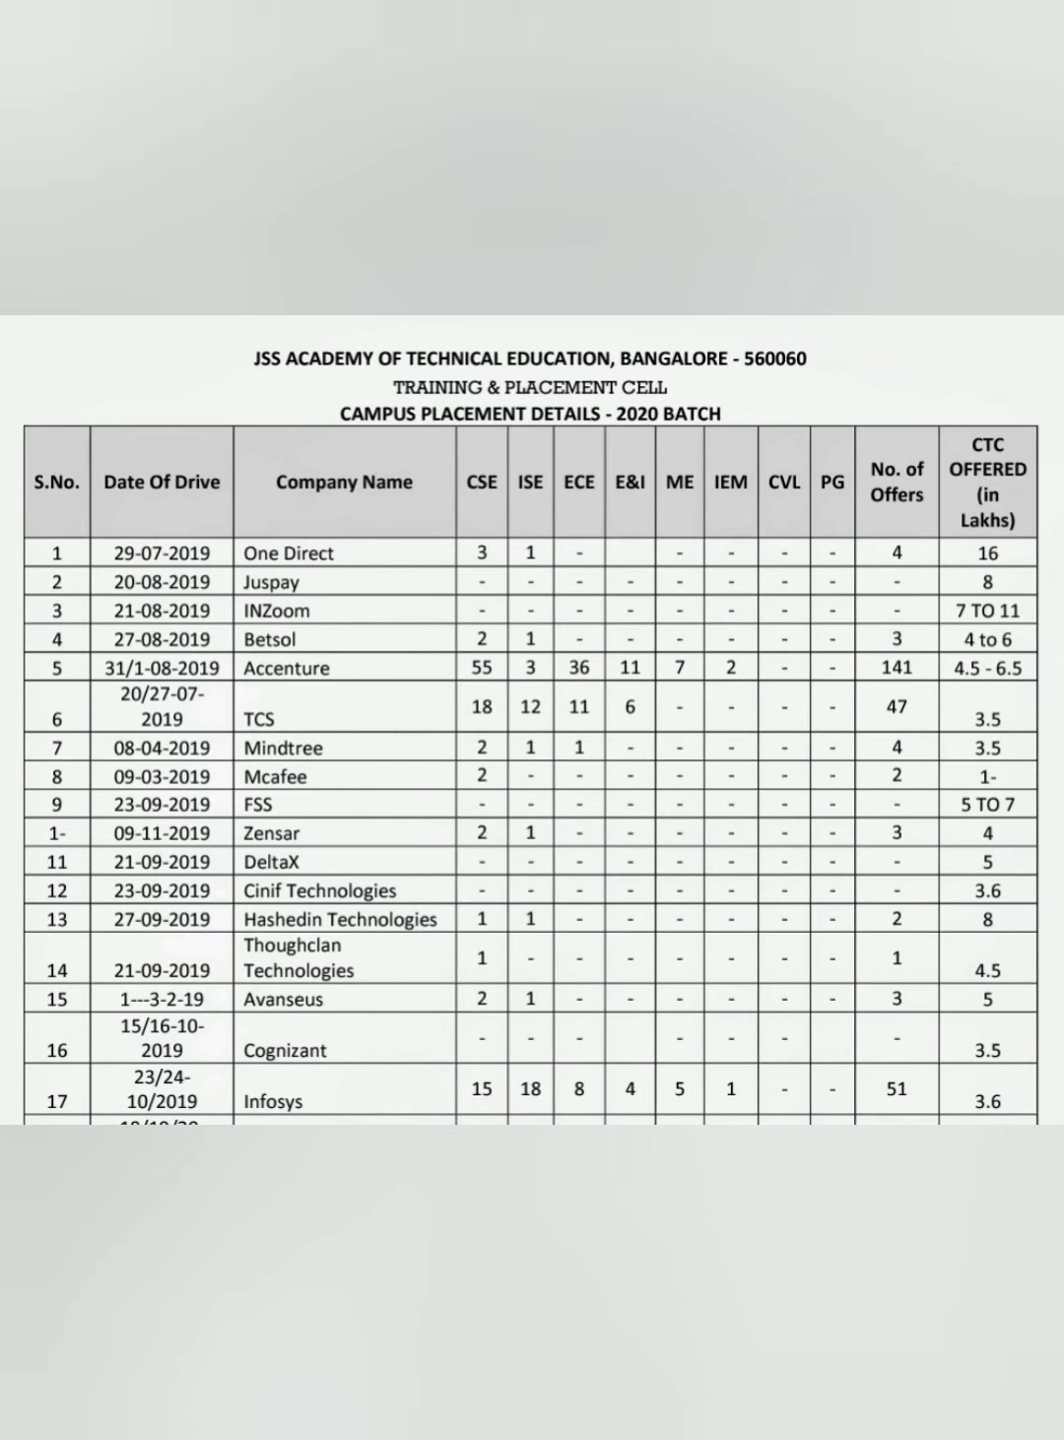 JSS ACADEMY OF TECHNICAL EDUCATION, BANGALORE - 560060
TRAINING & PLACEMENT CELL
CAMPUS PLACEMENT DETAILS - 2020 BATCH
S.No. Date Of Drive Company Name CSE ISE ECE E&I ME IEM CVL PG No. of Offers CTC OFFERED (in Lakhs)
1 29-07-2019 One Direct 3 1 - - - - - 4 16
2 20-08-2019 Juspay - - - - - - - - - 8
3 21-08-2019 INZoom - - - - - - - - - 7 TO 11
4 27-08-2019 Betsol 2 1 - - - - - - 3 4 to 6
5 31/1-08-2019 Accenture 55 3 36 11 7 2 - - 141 4.5 - 6.5
6 20/27-07-2019 TCS 18 12 11 6 - - - - 47 3.5
7 08-04-2019 Mindtree 2 1 1 - - - - - 4 3.5
8 09-03-2019 Mcafee 2 - - - - - - - 2 1-
9 23-09-2019 FSS - - - - - - - - - 5 TO 7
1- 09-11-2019 Zensar 2 1 - - - - - - 3 4
11 21-09-2019 DeltaX - - - - - - - - - 5
12 23-09-2019 Cinif Technologies - - - - - - - - - 3.6
13 27-09-2019 Hashedin Technologies 1 1 - - - - - - 2 8
14 21-09-2019 Thoughclan Technologies 1 - - - - - - - 1 4.5
15 1---3-2-19 Avanseus 2 1 - - - - - - 3 5
16 15/16-10-2019 Cognizant - - - - - - - 3.5
17 23/24-10/2019 Infosys 15 18 8 4 5 1 - - 51 3.6